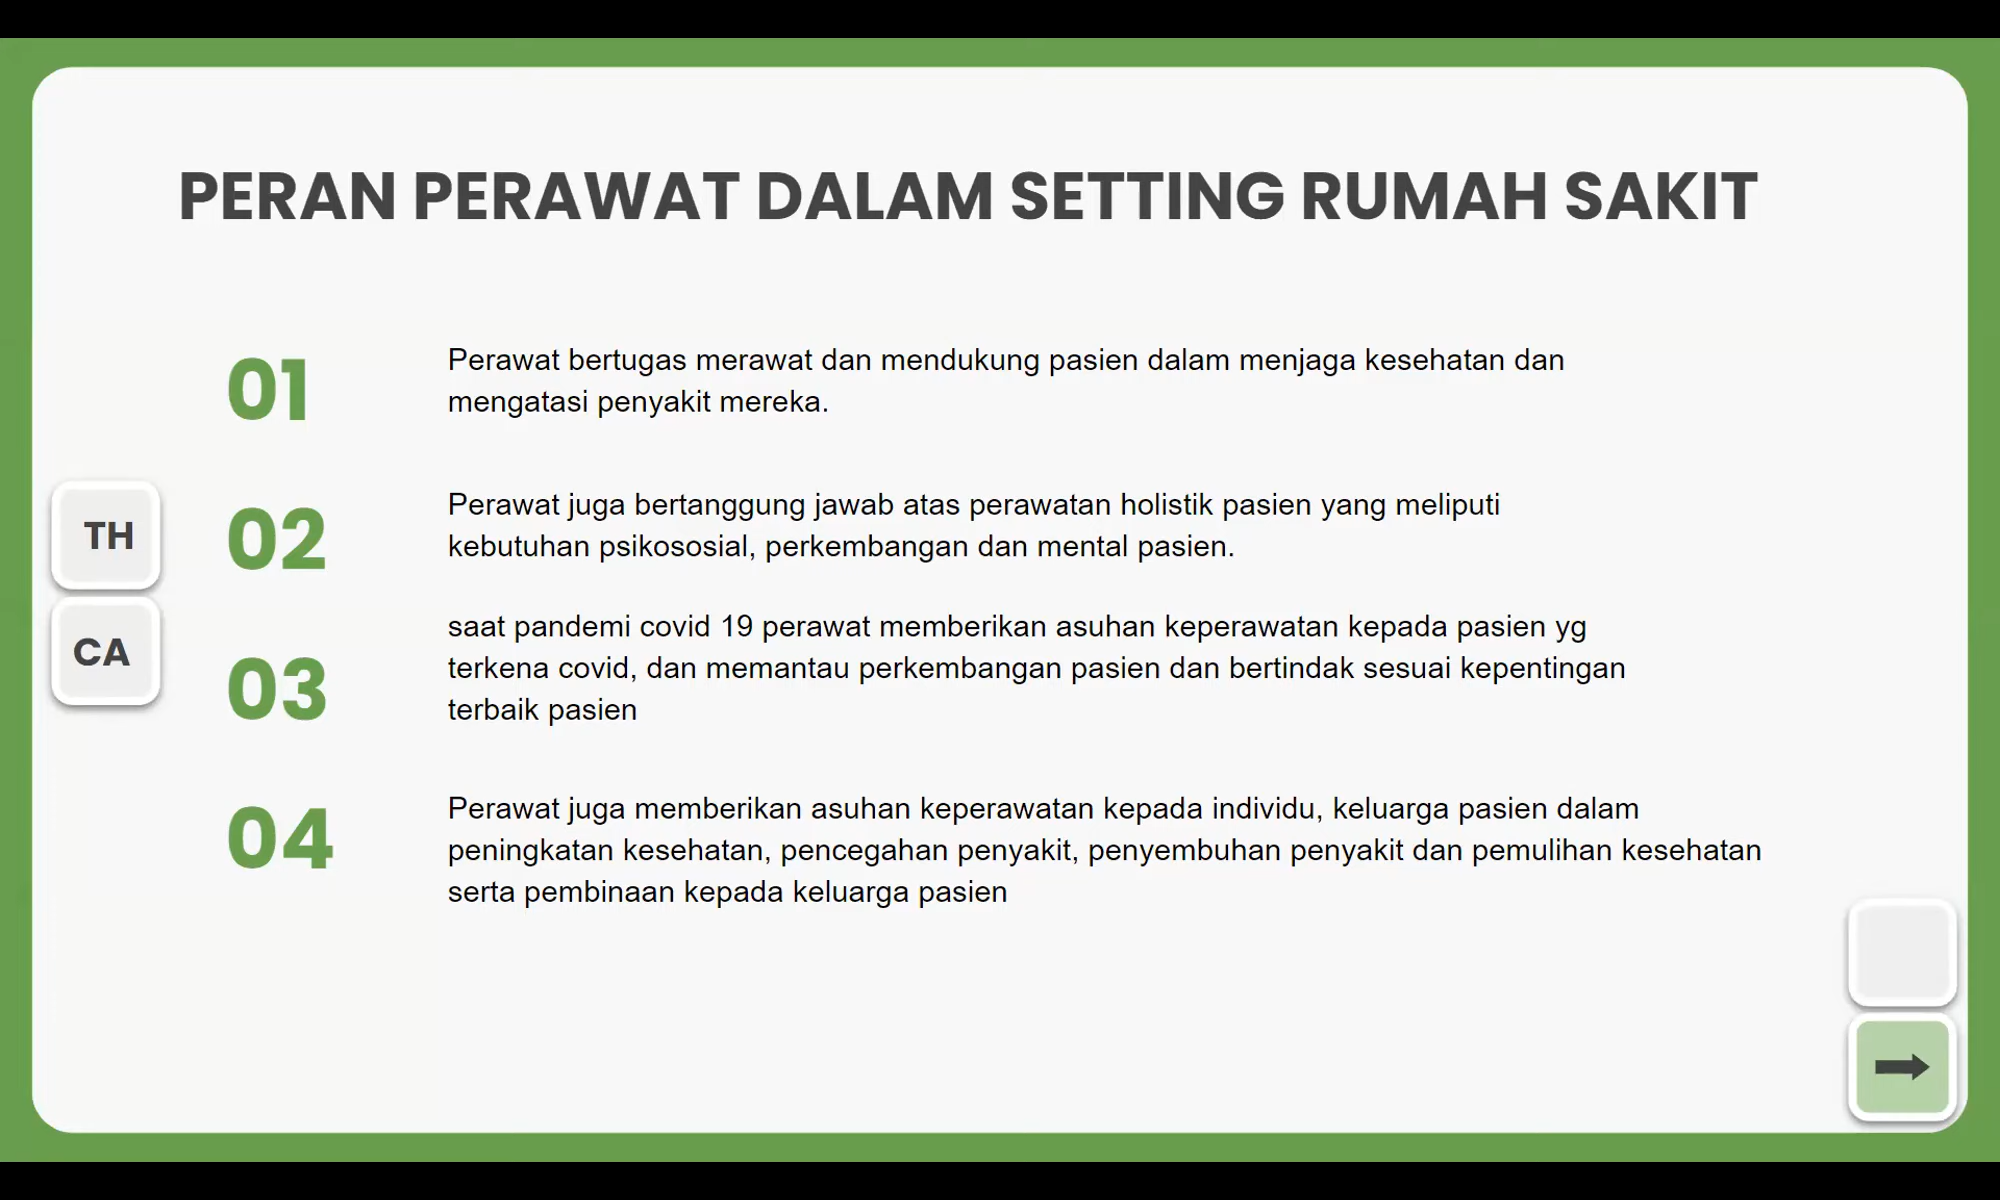 PERAN PERAWAT DALAM SETTING RUMAH SAKIT
01
Perawat bertugas merawat dan mendukung pasien dalam menjaga kesehatan dan
mengatasi penyakit mereka.
TH
02
Perawat juga bertanggung jawab atas perawatan holistik pasien yang meliputi
kebutuhan psikososial, perkembangan dan mental pasien.
CA
03
saat pandemi covid 19 perawat memberikan asuhan keperawatan kepada pasien yg
terkena covid, dan memantau perkembangan pasien dan bertindak sesuai kepentingan
terbaik pasien
04
Perawat juga memberikan asuhan keperawatan kepada individu, keluarga pasien dalam
peningkatan kesehatan, pencegahan penyakit, penyembuhan penyakit dan pemulihan kesehatan
serta pembinaan kepada keluarga pasien